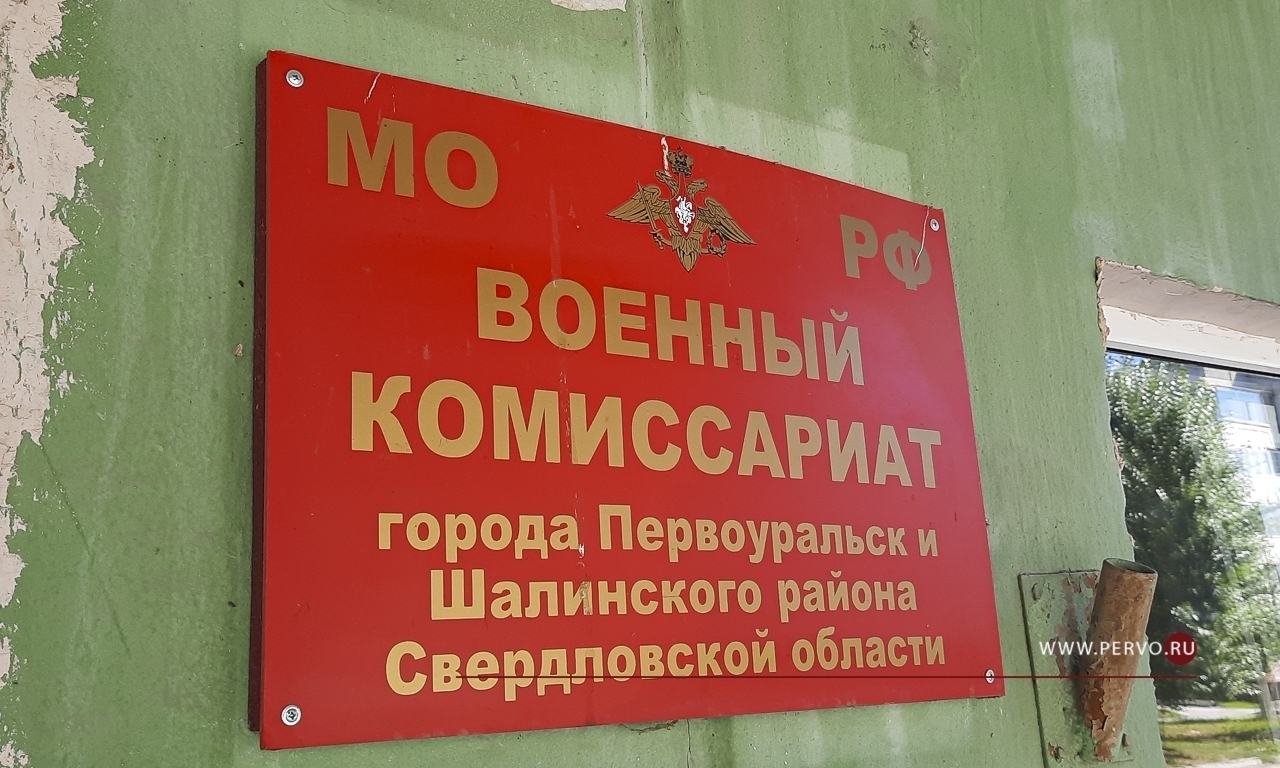 МО РФ
ВОЕННЫЙ
КОМИССАРИАТ
города Первоуральск и
Шалинского района
Свердловской области
WWW.PERVO.RU